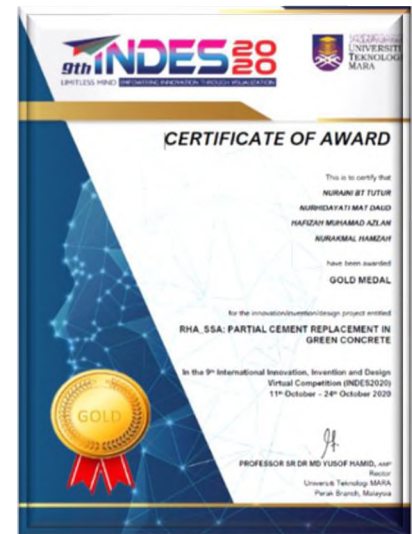 9th INDES 2020
LIMITLESS MIND EMPOWERING INNOVATION THROUGH VISUALIZATION
UNIVERSITI
TEKNOLOGI
MARA
CERTIFICATE OF AWARD
This is to certify that
NURAINI BT TUTUR
NURHIDAYATI MAT DAUD
HAFIZAH MUHAMAD AZLAN
NURAKMAL HAMZAH
have been awarded
GOLD MEDAL
for the innovation/invention/design project entitled
RHA_SSA: PARTIAL CEMENT REPLACEMENT IN
GREEN CONCRETE
In the 9th International Innovation, Invention and Design
Virtual Competition (INDES2020)
11th October - 24th October 2020
GOLD
PROFESSOR SR DR MD YUSOF HAMID, AMP
Rector
Universiti Teknologi MARA
Perak Branch, Malaysia